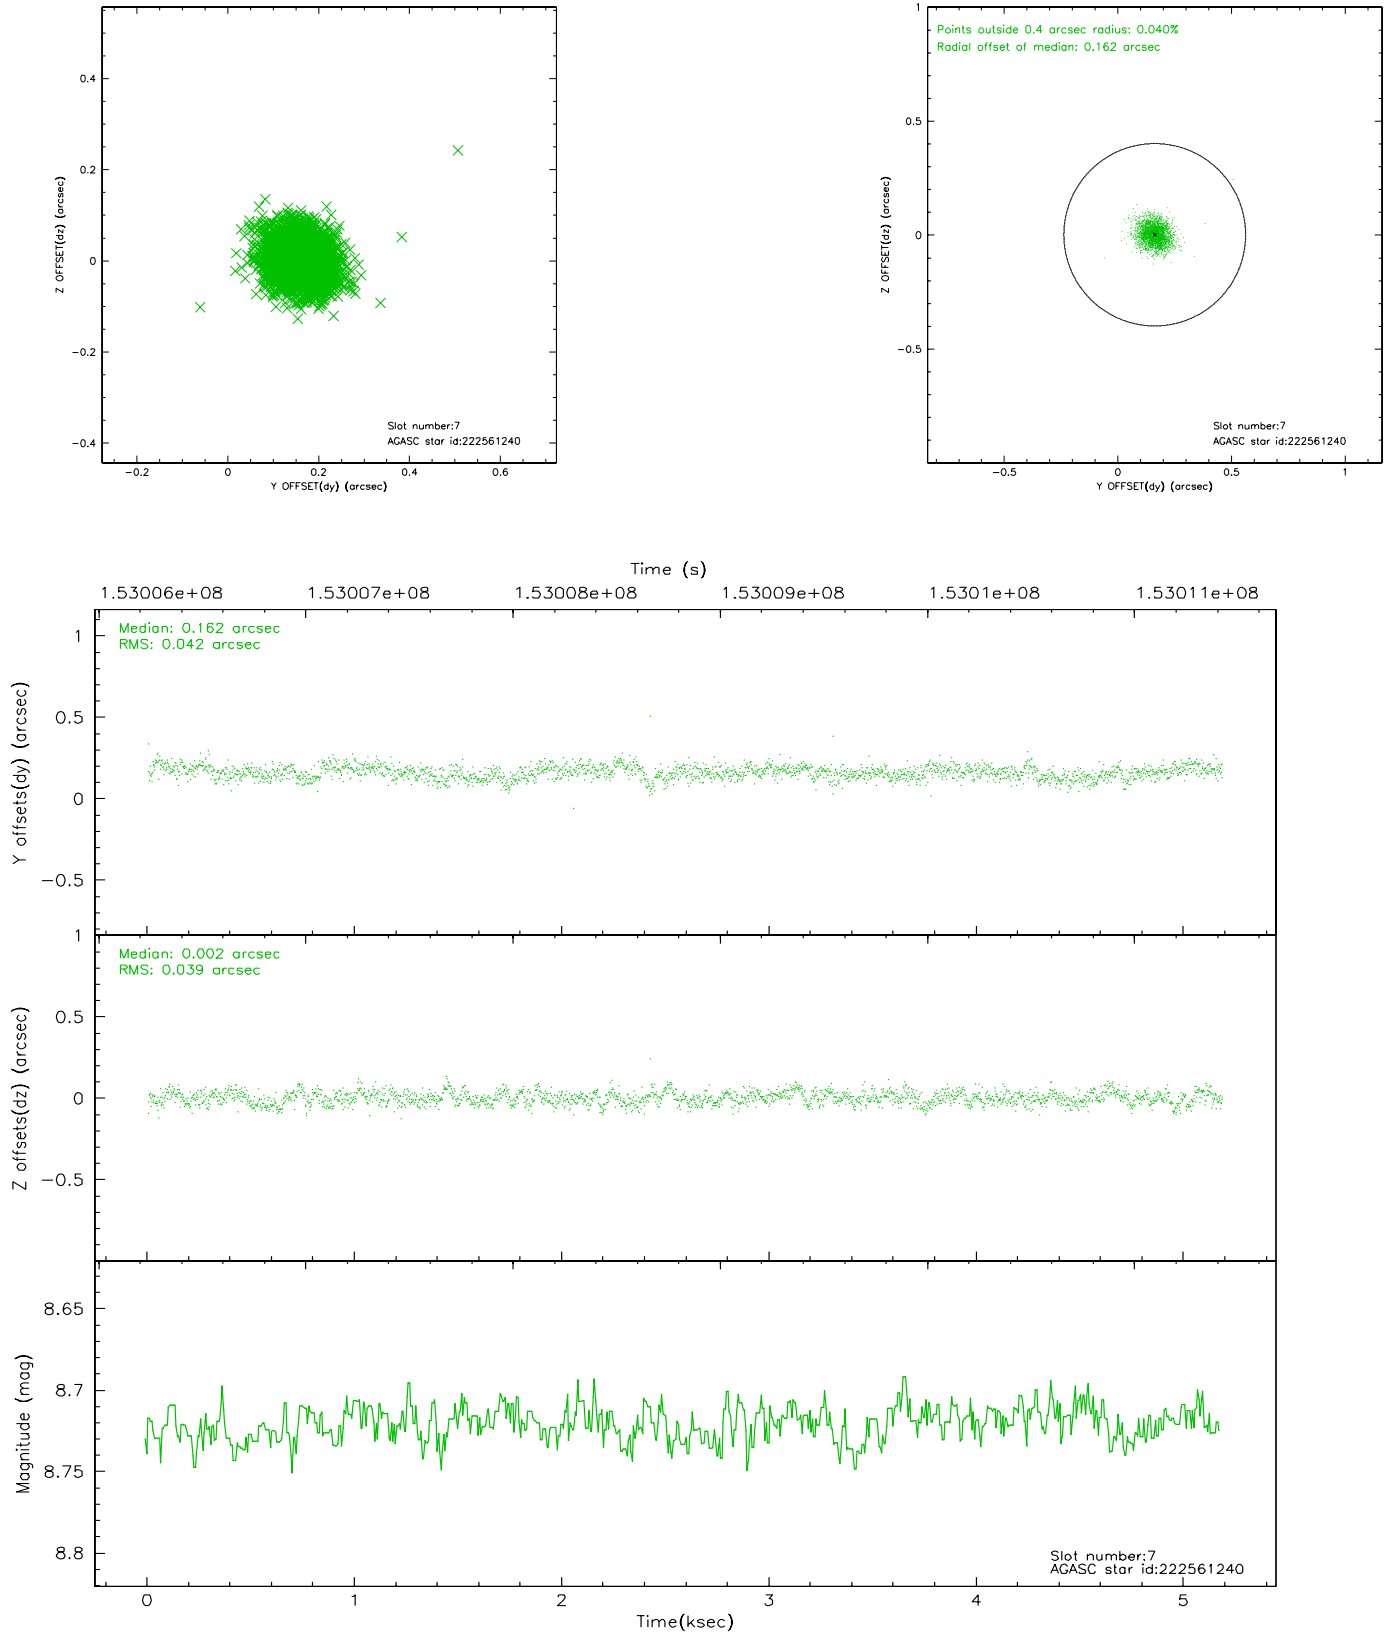 0.4
0.2
0
−0.2
−0.4
Z OFFSET(dz) (arcsec)
−0.2 0 0.2 0.4 0.6
Y OFFSET(dy) (arcsec)
Slot number:7
AGASC star id:222561240
Points outside 0.4 arcsec radius: 0.040%
Radial offset of median: 0.162 arcsec
1
0.5
0
−0.5
Z OFFSET(dz) (arcsec)
−0.5 0 0.5 1
Y OFFSET(dy) (arcsec)
Slot number:7
AGASC star id:222561240
Time (s)
1.53006e+08 1.53007e+08 1.53008e+08 1.53009e+08 1.5301e+08 1.53011e+08
Median: 0.162 arcsec
RMS: 0.042 arcsec
1
0.5
0
−0.5
Y offsets(dy) (arcsec)
Median: 0.002 arcsec
RMS: 0.039 arcsec
1
0.5
0
−0.5
Z offsets(dz) (arcsec)
8.65
8.7
8.75
8.8
Magnitude (mag)
Slot number:7
AGASC star id:222561240
0 1 2 3 4 5
Time(ksec)